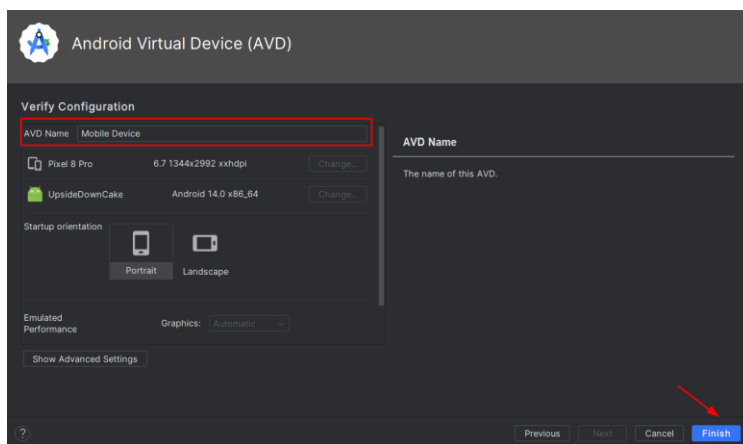 Android Virtual Device (AVD)
Verify Configuration
AVD Name Mobile Device
Pixel 8 Pro 6.7 1344x2992 xxhdpi Change...
UpsideDownCake Android 14.0 x86_64 Change...
Startup orientation
Portrait Landscape
Emulated
Performance
Graphics: Automatic
Show Advanced Settings
AVD Name
The name of this AVD.
? Previous Next Cancel Finish